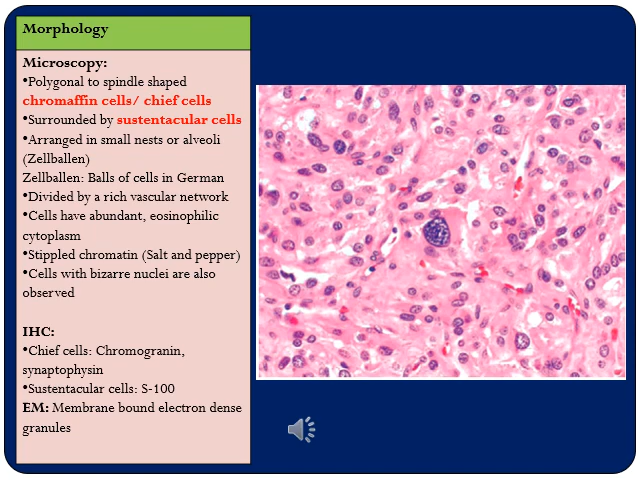 Morphology
Microscopy:
•Polygonal to spindle shaped
chromaffin cells/ chief cells
•Surrounded by sustentacular cells
•Arranged in small nests or alveoli
(Zellballen)
Zellballen: Balls of cells in German
•Divided by a rich vascular network
•Cells have abundant, eosinophilic
cytoplasm
•Stippled chromatin (Salt and pepper)
•Cells with bizarre nuclei are also
observed
IHC:
•Chief cells: Chromogranin,
synaptophysin
•Sustentacular cells: S-100
EM: Membrane bound electron dense
granules